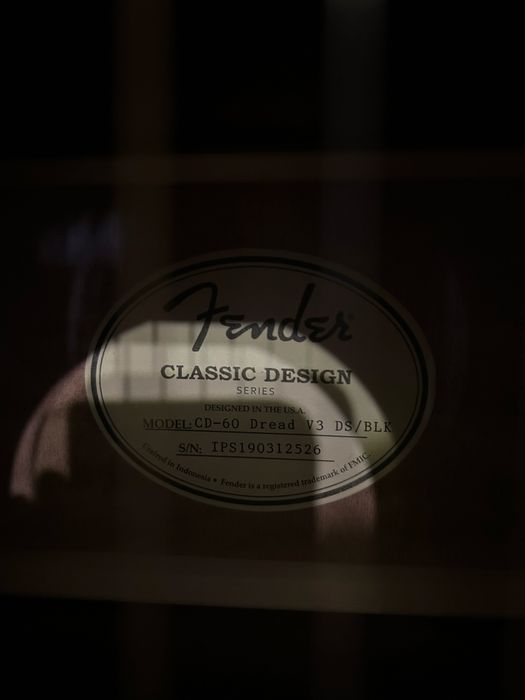 Fender
CLASSIC DESIGN
SERIES
DESIGNED IN THE U.S.A.
MODEL: CD-60 Dread V3 DS/BLK
S/N: IPS190312526
Crafted in Indonesia • Fender is a registered trademark of FMIC.